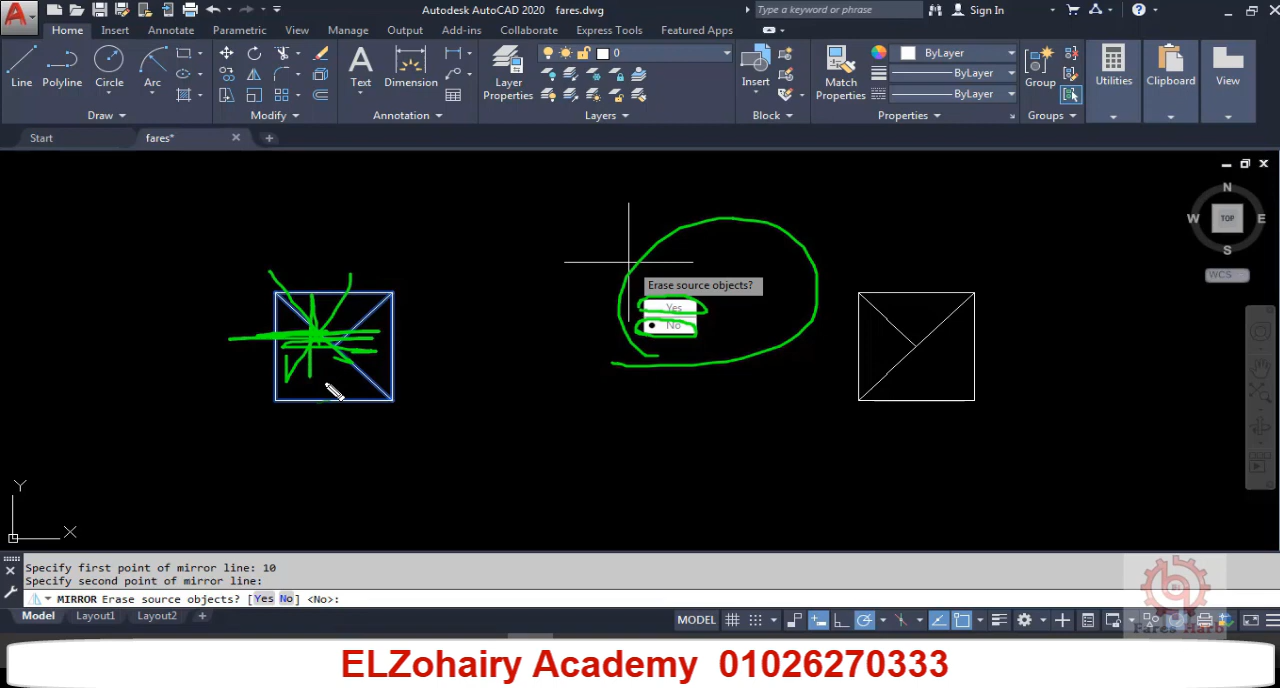 A
Autodesk AutoCAD 2020 fares.dwg
Type a keyword or phrase
Sign In
?
Home Insert Annotate Parametric View Manage Output Add-ins Collaborate Express Tools Featured Apps
Line Polyline Circle Arc
Draw
Modify
A
Text Dimension
Annotation
Layer Properties
0
Layers
Insert
Block
Match Properties
ByLayer
ByLayer
ByLayer
Properties
Group
Groups
Utilities
Clipboard
View
Start fares*
N
W TOP E
S
WCS
Erase source objects?
Yes
No
Y
X
Specify first point of mirror line: 10
Specify second point of mirror line:
MIRROR Erase source objects? [Yes No] <No>:
Model Layout1 Layout2 +
MODEL
Fares Harb
ELZohairy Academy 01026270333